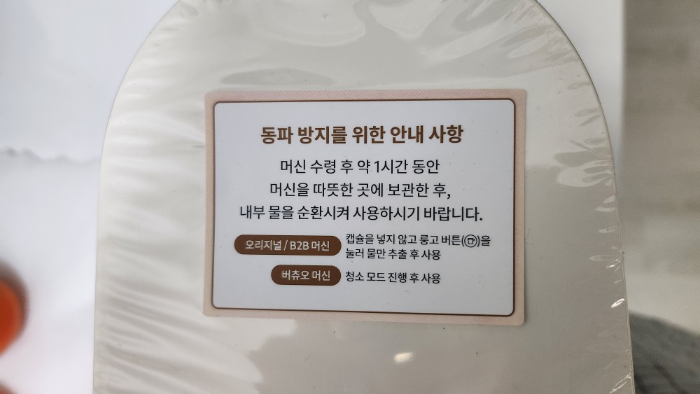 동파 방지를 위한 안내 사항
머신 수령 후 약 1시간 동안
머신을 따뜻한 곳에 보관한 후,
내부 물을 순환시켜 사용하시기 바랍니다.
오리지널 / B2B 머신 캡슐을 넣지 않고 룽고 버튼()을
눌러 물만 추출 후 사용
버츄오 머신 청소 모드 진행 후 사용